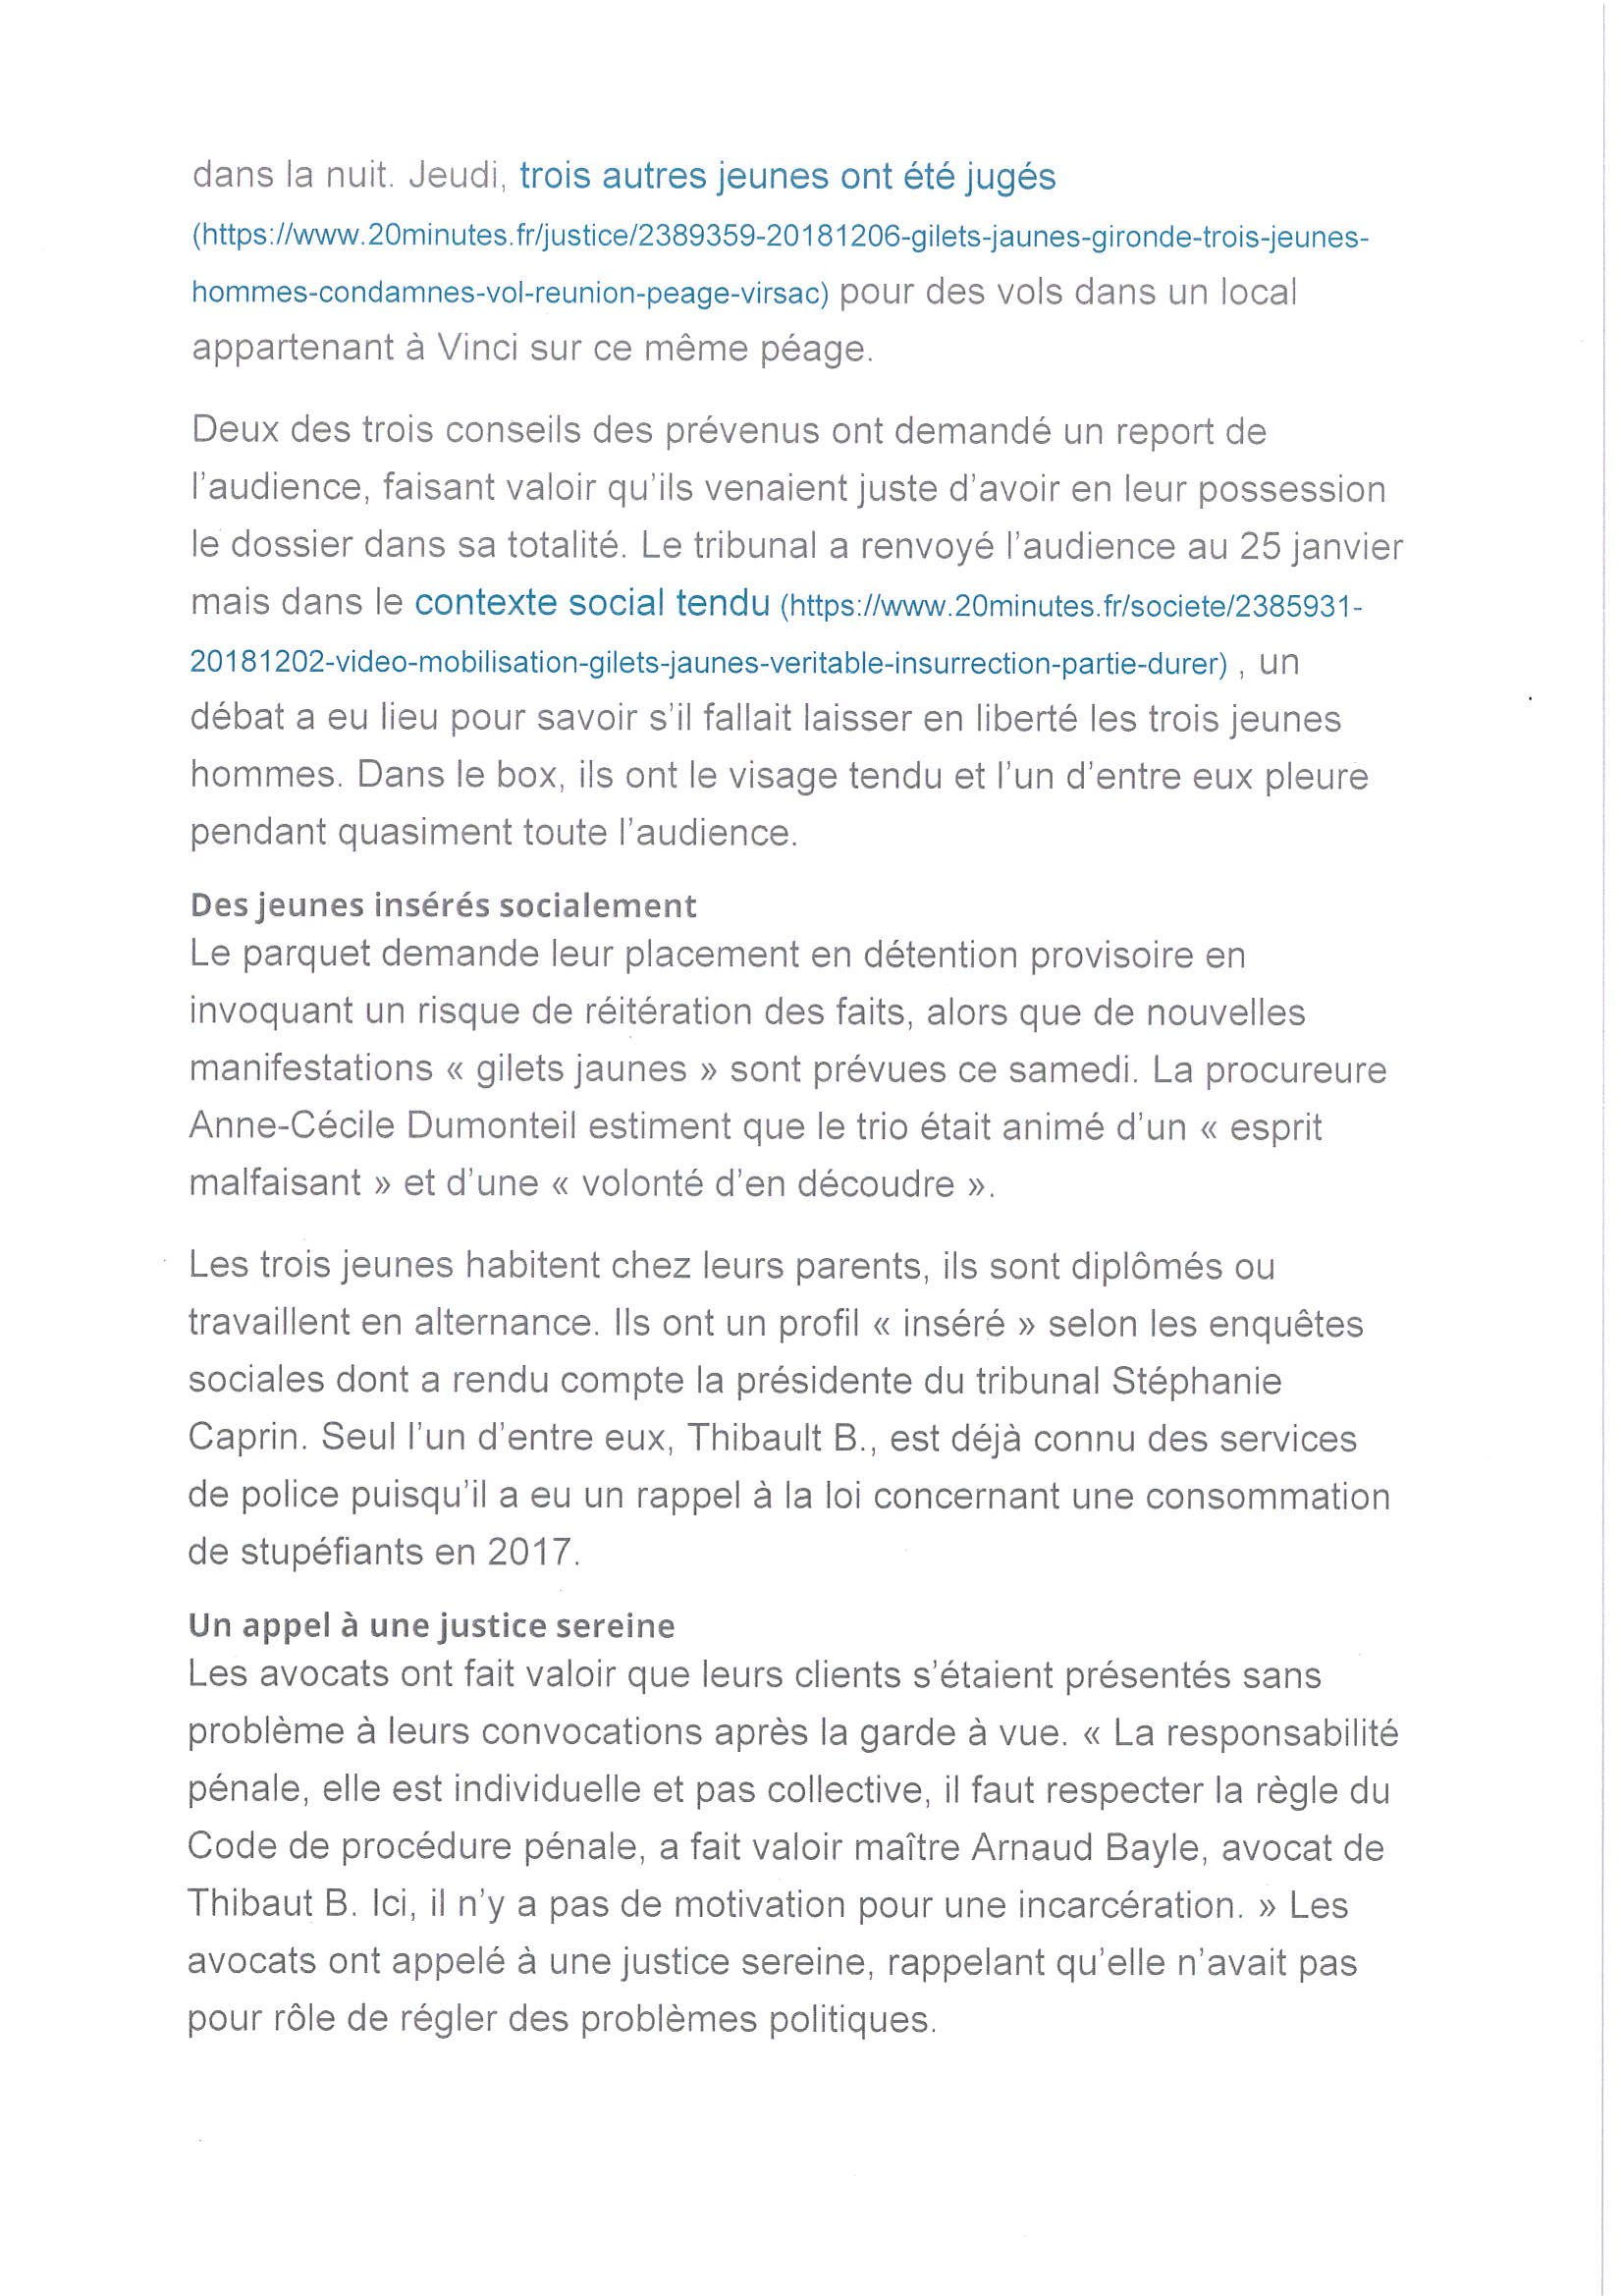 dans la nuit. Jeudi, trois autres jeunes ont été jugés
(https://www.20minutes.fr/justice/2389359-20181206-gilets-jaunes-gironde-trois-jeunes-
hommes-condamnes-vol-reunion-peage-virsac) pour des vols dans un local
appartenant à Vinci sur ce même péage.
Deux des trois conseils des prévenus ont demandé un report de
l'audience, faisant valoir qu'ils venaient juste d'avoir en leur possession
le dossier dans sa totalité. Le tribunal a renvoyé l'audience au 25 janvier
mais dans le contexte social tendu (https://www.20minutes.fr/societe/2385931-
20181202-video-mobilisation-gilets-jaunes-veritable-insurrection-partie-durer) , un
débat a eu lieu pour savoir s'il fallait laisser en liberté les trois jeunes
hommes. Dans le box, ils ont le visage tendu et l'un d'entre eux pleure
pendant quasiment toute l'audience.
Des jeunes insérés socialement
Le parquet demande leur placement en détention provisoire en
invoquant un risque de réitération des faits, alors que de nouvelles
manifestations « gilets jaunes » sont prévues ce samedi. La procureure
Anne-Cécile Dumonteil estiment que le trio était animé d'un « esprit
malfaisant » et d'une « volonté d'en découdre ».
Les trois jeunes habitent chez leurs parents, ils sont diplômés ou
travaillent en alternance. Ils ont un profil « inséré » selon les enquêtes
sociales dont a rendu compte la présidente du tribunal Stéphanie
Caprin. Seul l'un d'entre eux, Thibault B., est déjà connu des services
de police puisqu'il a eu un rappel à la loi concernant une consommation
de stupéfiants en 2017.
Un appel à une justice sereine
Les avocats ont fait valoir que leurs clients s'étaient présentés sans
problème à leurs convocations après la garde à vue. « La responsabilité
pénale, elle est individuelle et pas collective, il faut respecter la règle du
Code de procédure pénale, a fait valoir maître Arnaud Bayle, avocat de
Thibaut B. Ici, il n'y a pas de motivation pour une incarcération. » Les
avocats ont appelé à une justice sereine, rappelant qu'elle n'avait pas
pour rôle de régler des problèmes politiques.